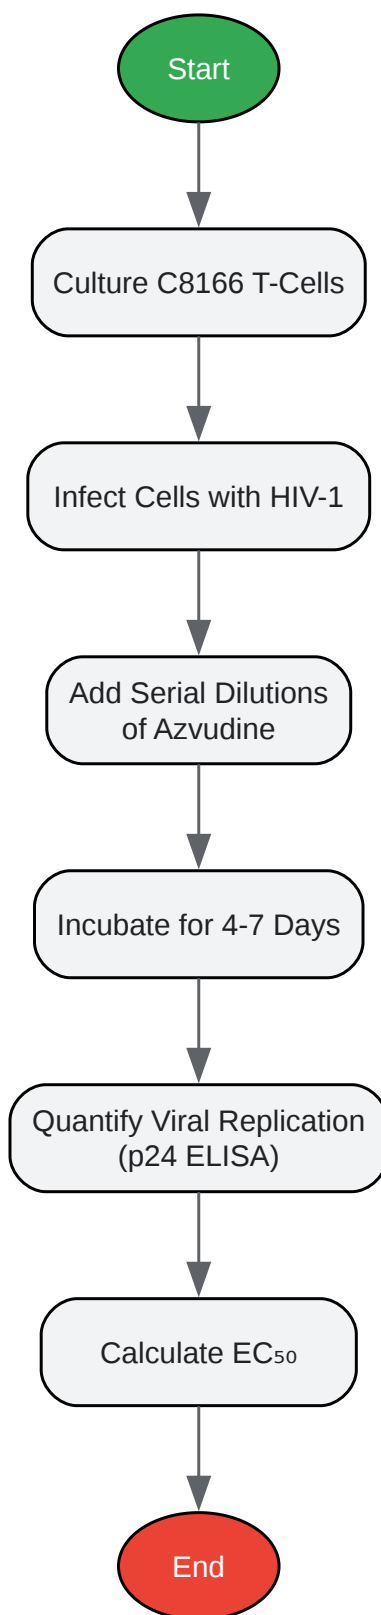 Start
Culture C8166 T-Cells
Infect Cells with HIV-1
Add Serial Dilutions
of Azvudine
Incubate for 4-7 Days
Quantify Viral Replication
(p24 ELISA)
Calculate EC₅₀
End